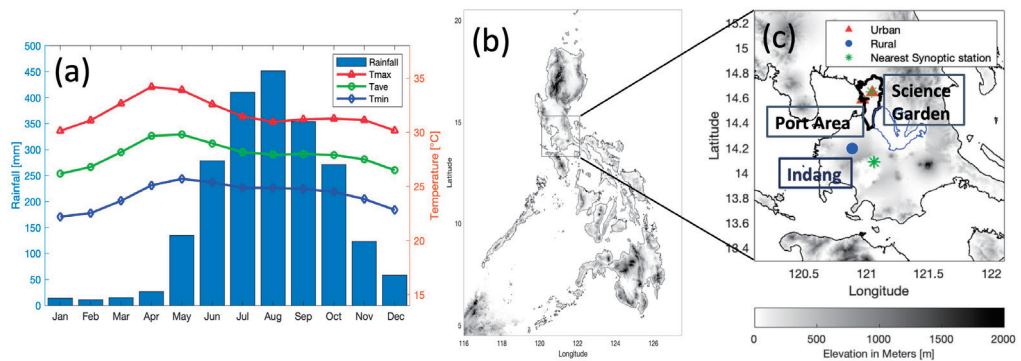 (a)
Rainfall
Tmax
Tave
Tmin
500
450
400
350
300
250
200
150
100
50
0
Rainfall [mm]
35
30
25
20
15
Temperature [°C]
Jan Feb Mar Apr May Jun Jul Aug Sep Oct Nov Dec
(b)
20
15
10
5
Latitude
116 118 120 122 124 126
Longitude
(c)
Urban
Rural
Nearest Synoptic station
15.2
15
14.8
14.6
14.4
14.2
14
13.8
13.6
13.4
Latitude
Science
Garden
Port Area
Indang
120.5 121 121.5 122
Longitude
0 1000 2000
Elevation in Meters [m]